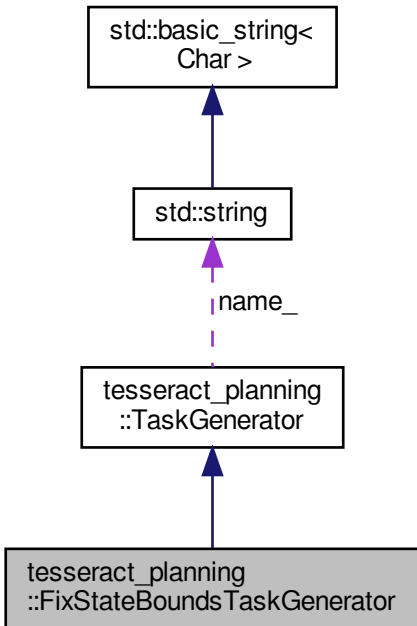 std::basic_string<
Char >
std::string
name_
tesseract_planning
::TaskGenerator
tesseract_planning
::FixStateBoundsTaskGenerator